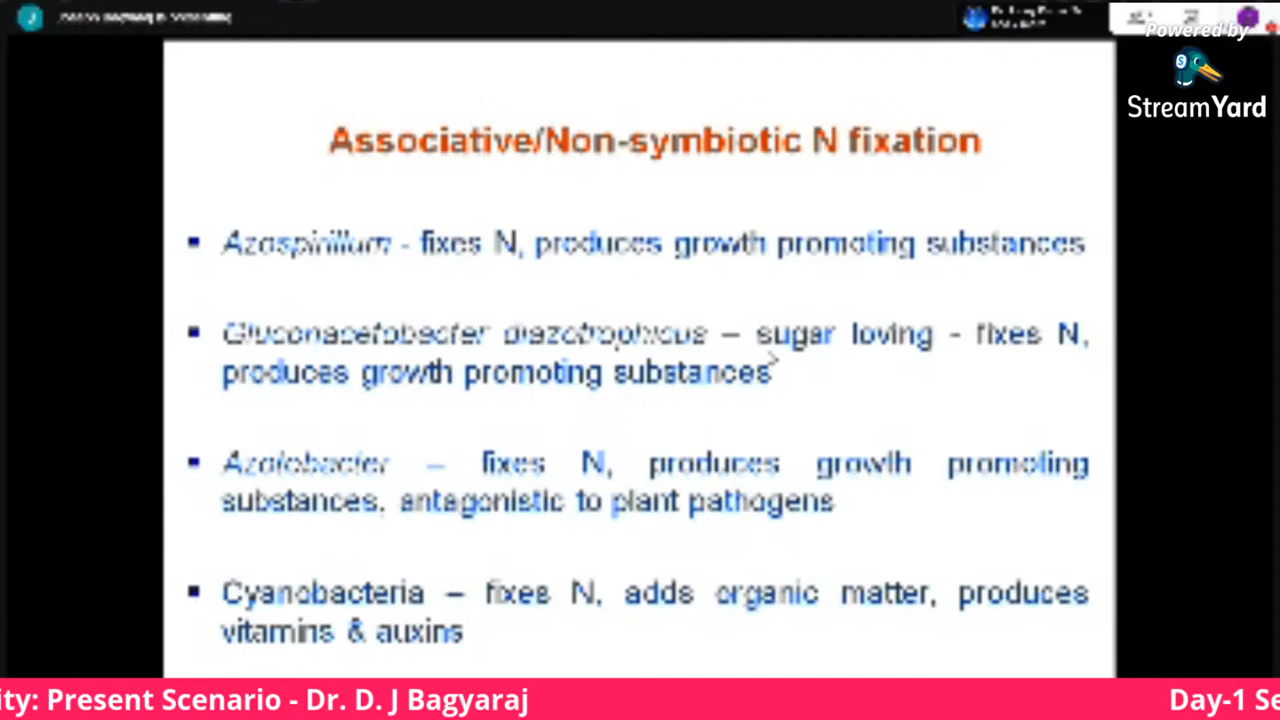 Powered by
StreamYard
Associative/Non-symbiotic N fixation
Azospirillum - fixes N, produces growth promoting substances
Gluconacetobacter diazotrophicus – sugar loving - fixes N,
produces growth promoting substances
Azotobacter – fixes N, produces growth promoting
substances, antagonistic to plant pathogens
Cyanobacteria – fixes N, adds organic matter, produces
vitamins & auxins
ity: Present Scenario - Dr. D. J Bagyaraj
Day-1 Se